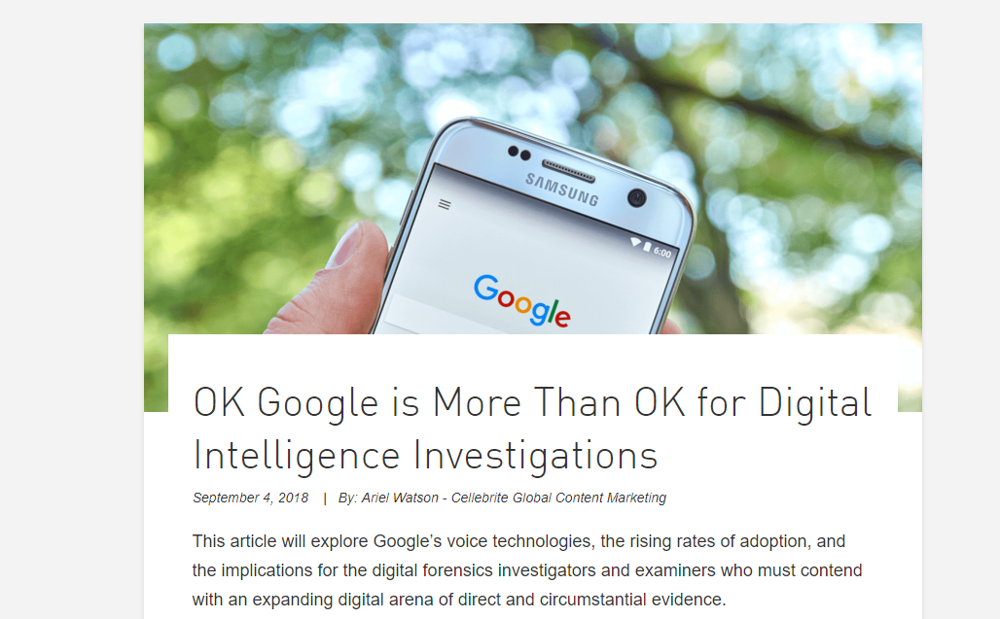 SAMSUNG
6:00
Google
OK Google is More Than OK for Digital
Intelligence Investigations
September 4, 2018 | By: Ariel Watson - Cellebrite Global Content Marketing
This article will explore Google’s voice technologies, the rising rates of adoption, and
the implications for the digital forensics investigators and examiners who must contend
with an expanding digital arena of direct and circumstantial evidence.